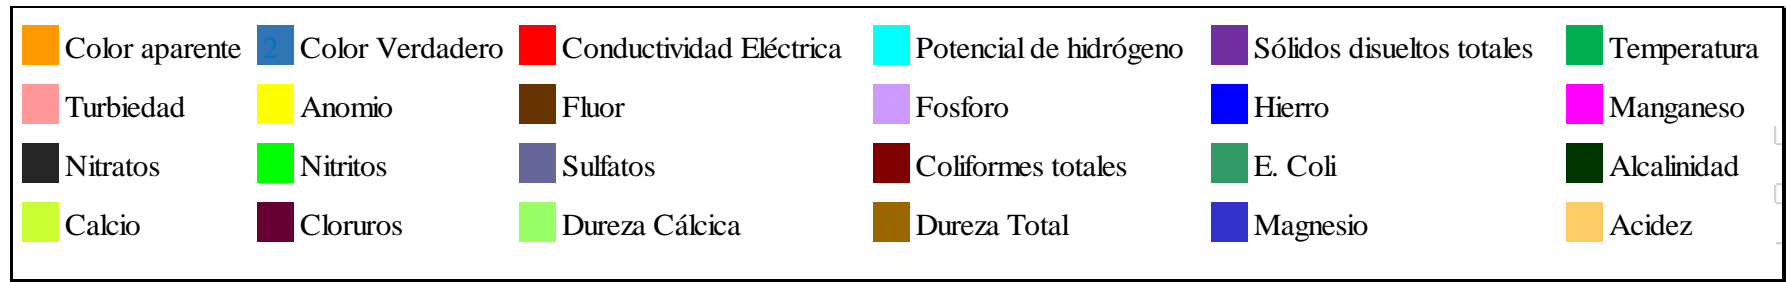 Color aparente 2 Color Verdadero Conductividad Eléctrica Potencial de hidrógeno Sólidos disueltos totales Temperatura
Turbiedad Anomio Fluor Fosforo Hierro Manganeso
Nitratos Nitritos Sulfatos Coliformes totales E. Coli Alcalinidad
Calcio Cloruros Dureza Cálcica Dureza Total Magnesio Acidez